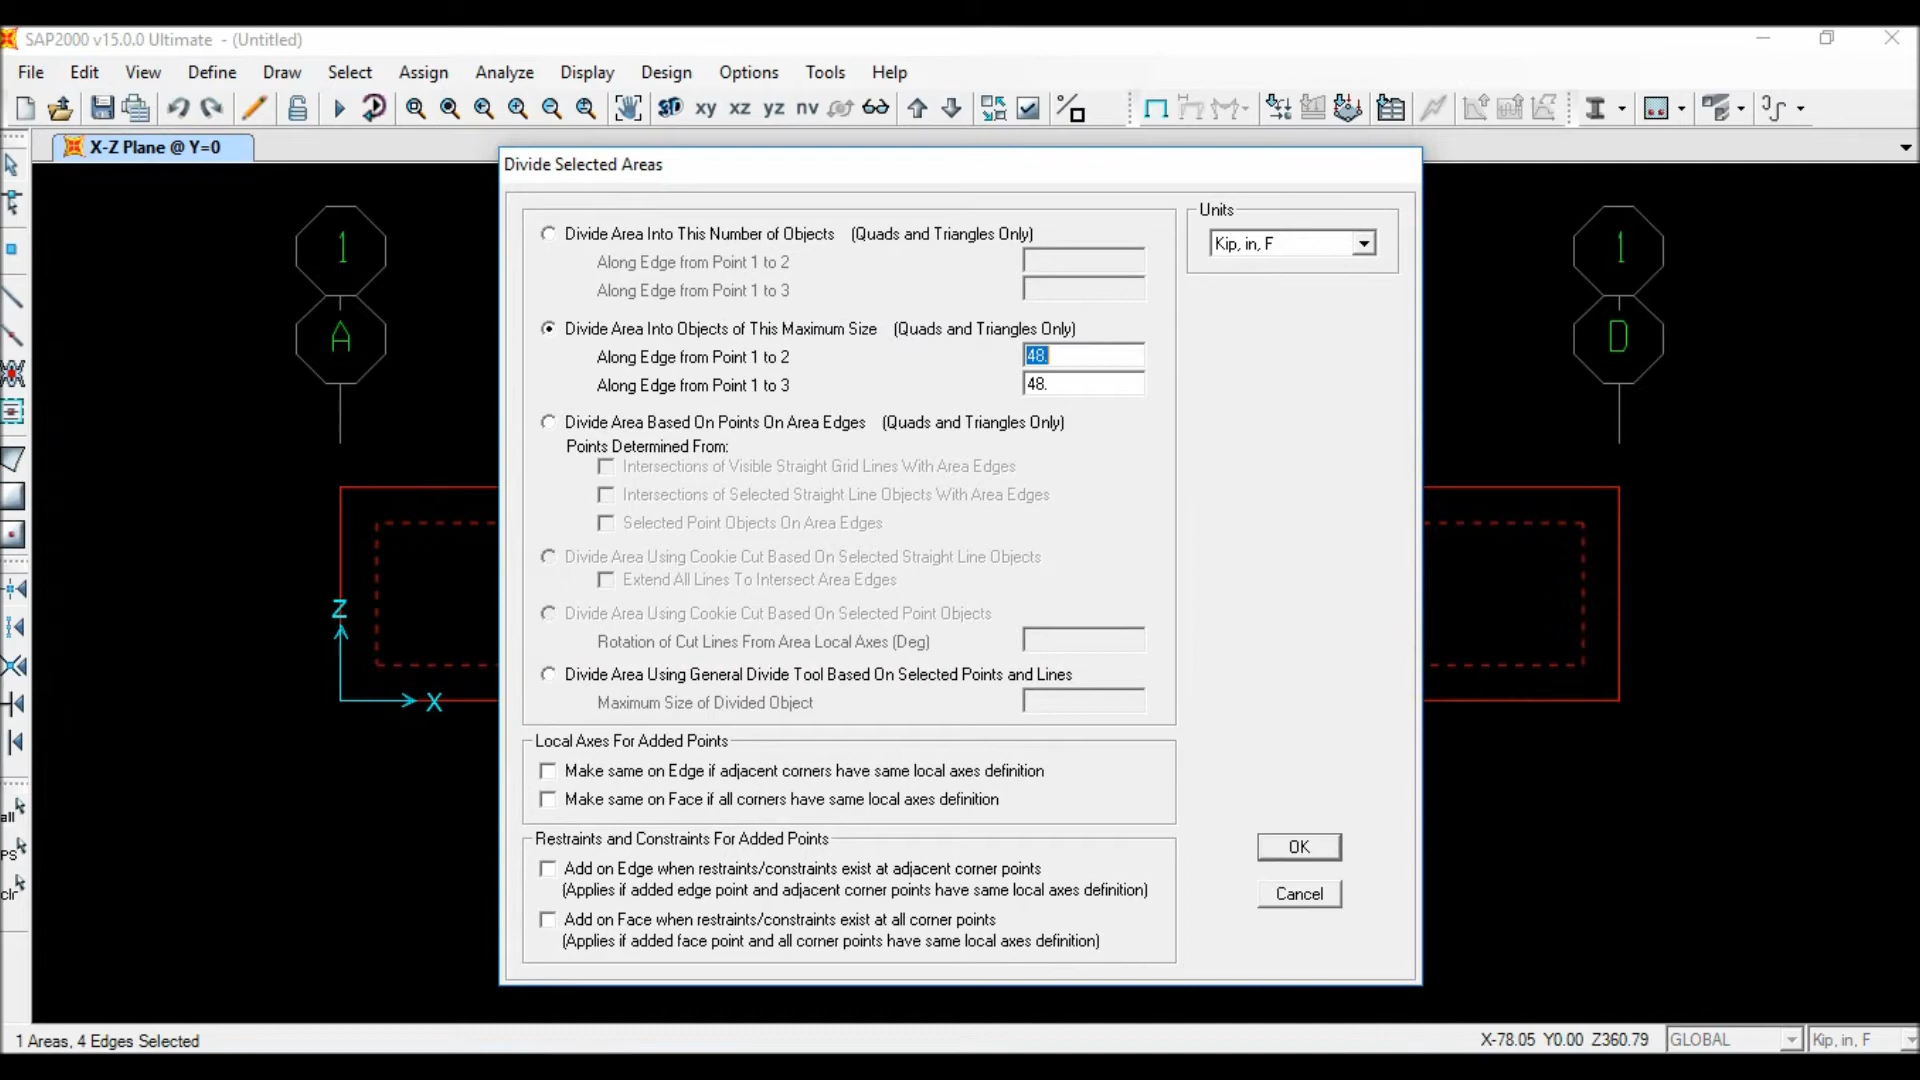 SAP2000 v15.0.0 Ultimate - (Untitled)
File Edit View Define Draw Select Assign Analyze Display Design Options Tools Help
3D xy xz yz nv
X-Z Plane @ Y=0
Divide Selected Areas
Divide Area Into This Number of Objects (Quads and Triangles Only)
Along Edge from Point 1 to 2
Along Edge from Point 1 to 3
Divide Area Into Objects of This Maximum Size (Quads and Triangles Only)
Along Edge from Point 1 to 2 48.
Along Edge from Point 1 to 3 48.
Divide Area Based On Points On Area Edges (Quads and Triangles Only)
Points Determined From:
Intersections of Visible Straight Grid Lines With Area Edges
Intersections of Selected Straight Line Objects With Area Edges
Selected Point Objects On Area Edges
Divide Area Using Cookie Cut Based On Selected Straight Line Objects
Extend All Lines To Intersect Area Edges
Divide Area Using Cookie Cut Based On Selected Point Objects
Rotation of Cut Lines From Area Local Axes (Deg)
Divide Area Using General Divide Tool Based On Selected Points and Lines
Maximum Size of Divided Object
Local Axes For Added Points
Make same on Edge if adjacent corners have same local axes definition
Make same on Face if all corners have same local axes definition
Restraints and Constraints For Added Points
Add on Edge when restraints/constraints exist at adjacent corner points
(Applies if added edge point and adjacent corner points have same local axes definition)
Add on Face when restraints/constraints exist at all corner points
(Applies if added face point and all corner points have same local axes definition)
Units
Kip, in, F
OK
Cancel
1
A
1
D
Z
X
all
PS
clr
1 Areas, 4 Edges Selected
X-78.05 Y0.00 Z360.79
GLOBAL
Kip, in, F